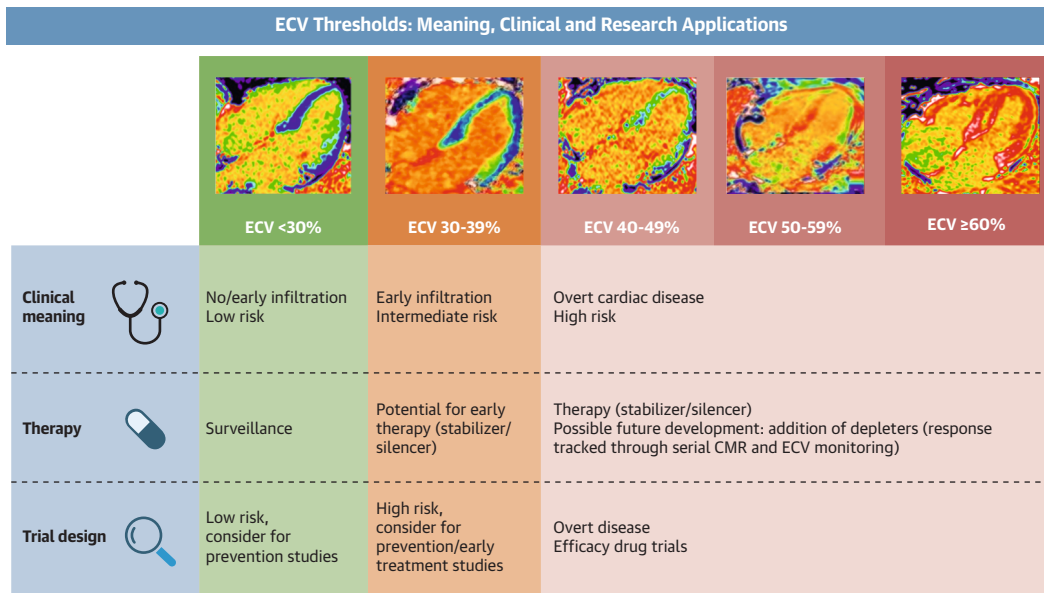 ECV Thresholds: Meaning, Clinical and Research Applications
ECV <30%
ECV 30-39%
ECV 40-49%
ECV 50-59%
ECV ≥60%
Clinical
meaning
No/early infiltration
Low risk
Early infiltration
Intermediate risk
Overt cardiac disease
High risk
Therapy
Surveillance
Potential for early
therapy (stabilizer/
silencer)
Therapy (stabilizer/silencer)
Possible future development: addition of depleters (response
tracked through serial CMR and ECV monitoring)
Trial design
Low risk,
consider for
prevention studies
High risk,
consider for
prevention/early
treatment studies
Overt disease
Efficacy drug trials